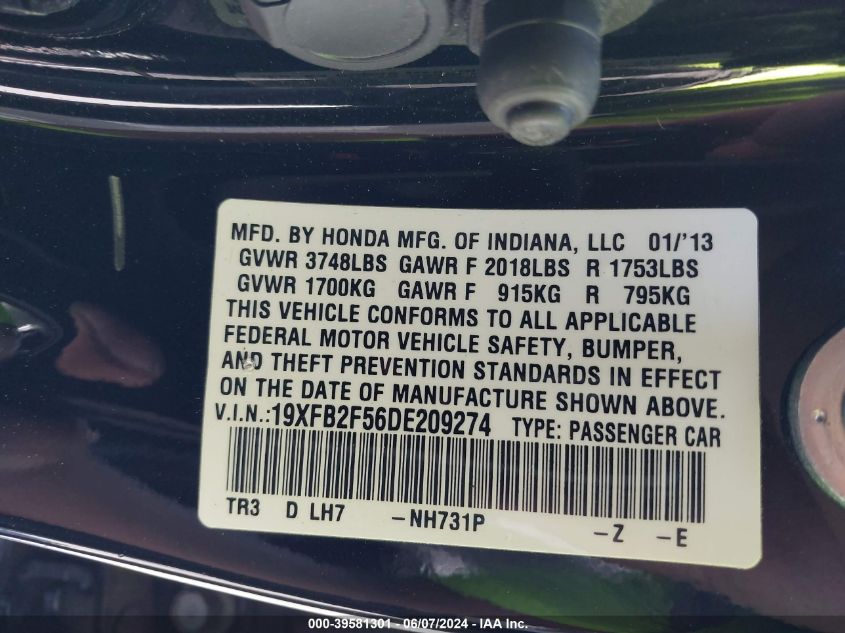 MFD. BY HONDA MFG. OF INDIANA, LLC 01/'13
GVWR 3748LBS GAWR F 2018LBS R 1753LBS
GVWR 1700KG GAWR F 915KG R 795KG
THIS VEHICLE CONFORMS TO ALL APPLICABLE
FEDERAL MOTOR VEHICLE SAFETY, BUMPER,
AND THEFT PREVENTION STANDARDS IN EFFECT
ON THE DATE OF MANUFACTURE SHOWN ABOVE.
V.I.N.:19XFB2F56DE209274 TYPE: PASSENGER CAR
TR3 D LH7 -NH731P -Z -E
000-39581301 - 06/07/2024 - IAA Inc.